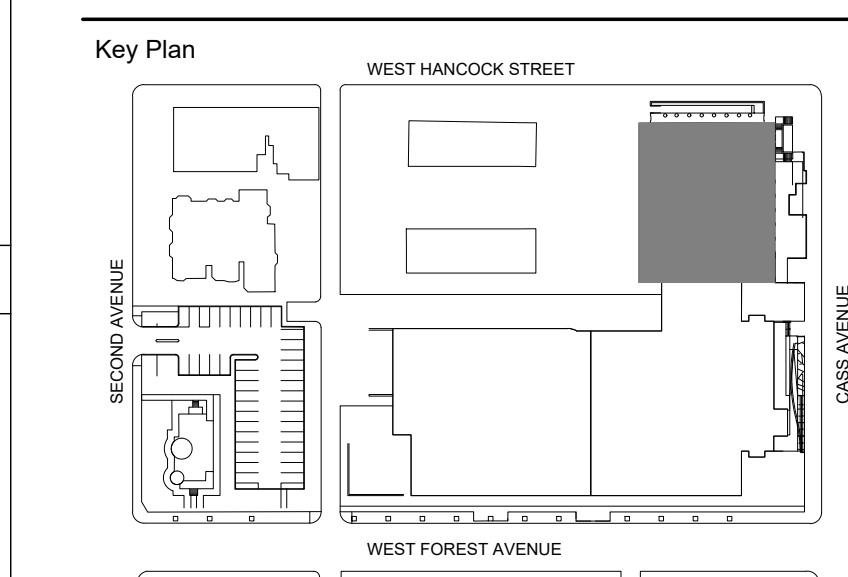 Key Plan
WEST HANCOCK STREET
SECOND AVENUE
CASS AVENUE
WEST FOREST AVENUE